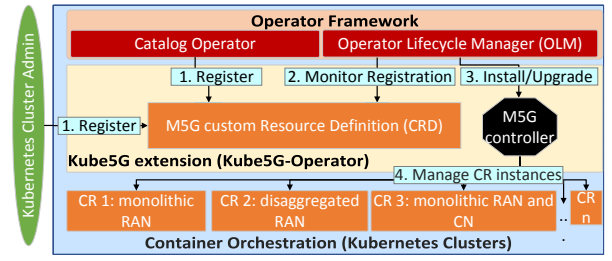 Operator Framework
Catalog Operator
Operator Lifecycle Manager (OLM)
1. Register
2. Monitor Registration
3. Install/Upgrade
Kubernetes Cluster Admin
1. Register
M5G custom Resource Definition (CRD)
M5G
controller
Kube5G extension (Kube5G-Operator)
4. Manage CR instances
CR 1: monolithic
RAN
CR 2: disaggregated
RAN
CR 3: monolithic RAN and
CN
..
.
CR
n
Container Orchestration (Kubernetes Clusters)